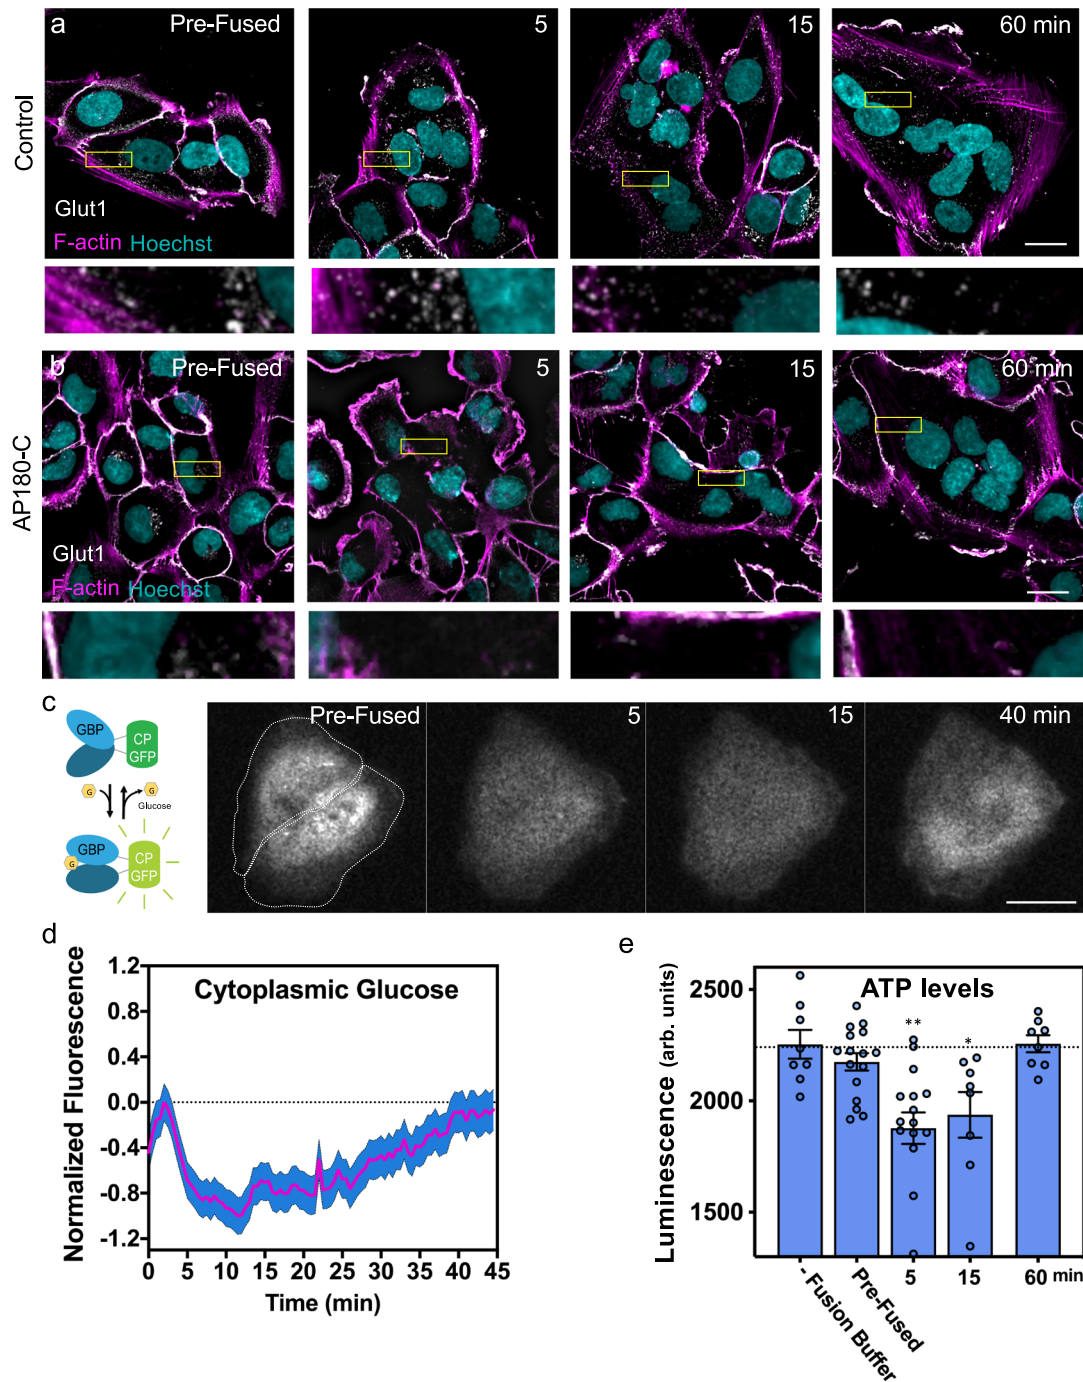 a
Pre-Fused
5
15
60 min
Control
Glut1
F-actin Hoechst
b
Pre-Fused
5
15
60 min
AP180-C
Glut1
F-actin Hoechst
c
GBP
CP
GFP
G
G
Glucose
GBP
G
CP
GFP
Pre-Fused
5
15
40 min
d
Cytoplasmic Glucose
Normalized Fluorescence
1.2
0.8
0.4
0.0
-0.4
-0.8
-1.2
0 5 10 15 20 25 30 35 40 45
Time (min)
e
ATP levels
Luminescence (arb. units)
2500
2000
1500
**
*
- Fusion Buffer
Pre-Fused
5
15
60 min